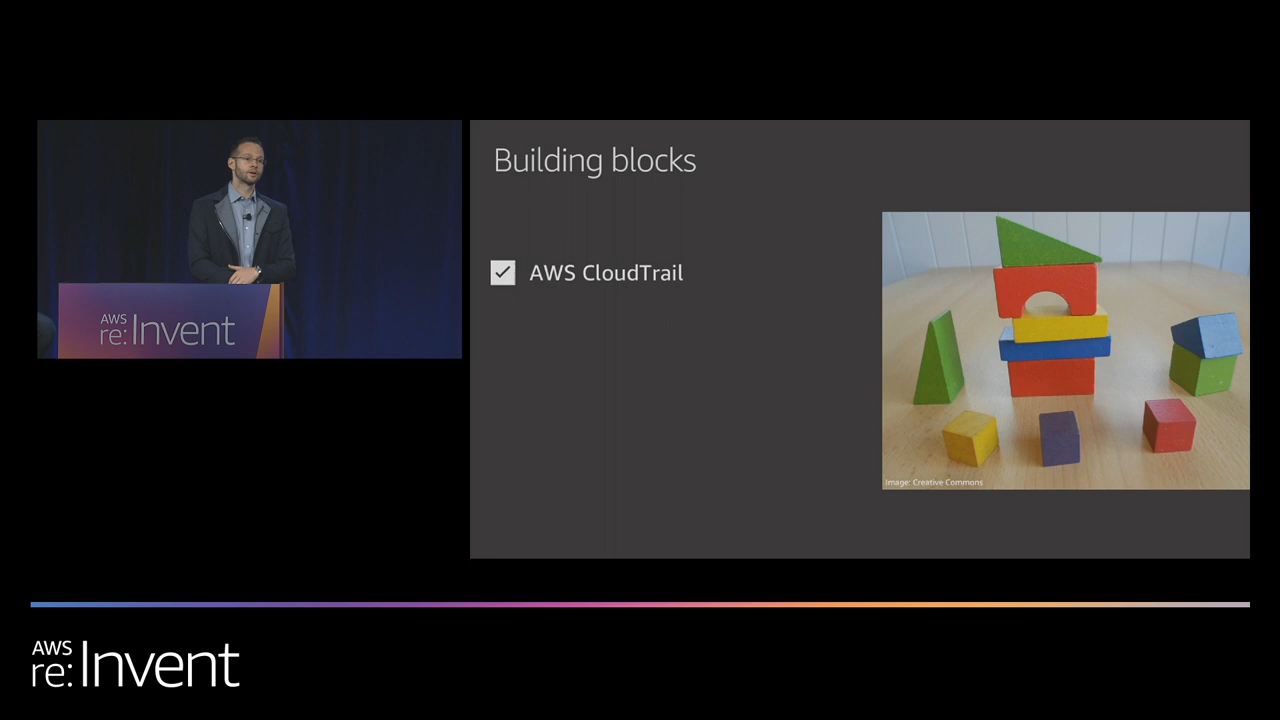 AWS
re:Invent
Building blocks
AWS CloudTrail
Image: Creative Commons
AWS
re:Invent